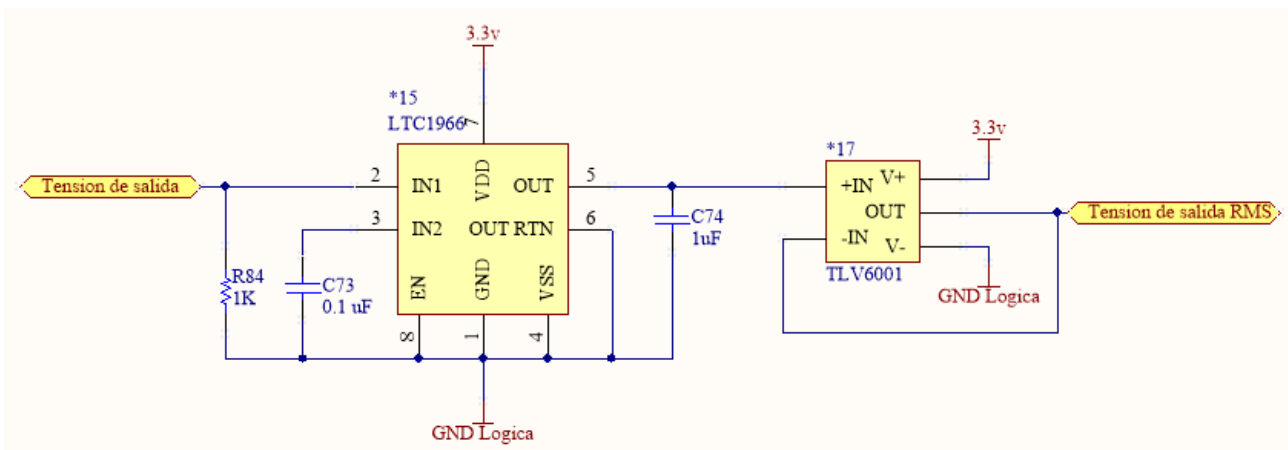 3.3v
*15
LTC1966
7
Tension de salida
2
IN1
VDD
OUT
5
3
IN2
OUT RTN
6
EN
GND
VSS
8
1
4
R84
1K
C73
0.1 uF
C74
1uF
GND Logica
*17
3.3v
+IN
V+
OUT
-IN
V-
TLV6001
GND Logica
Tension de salida RMS